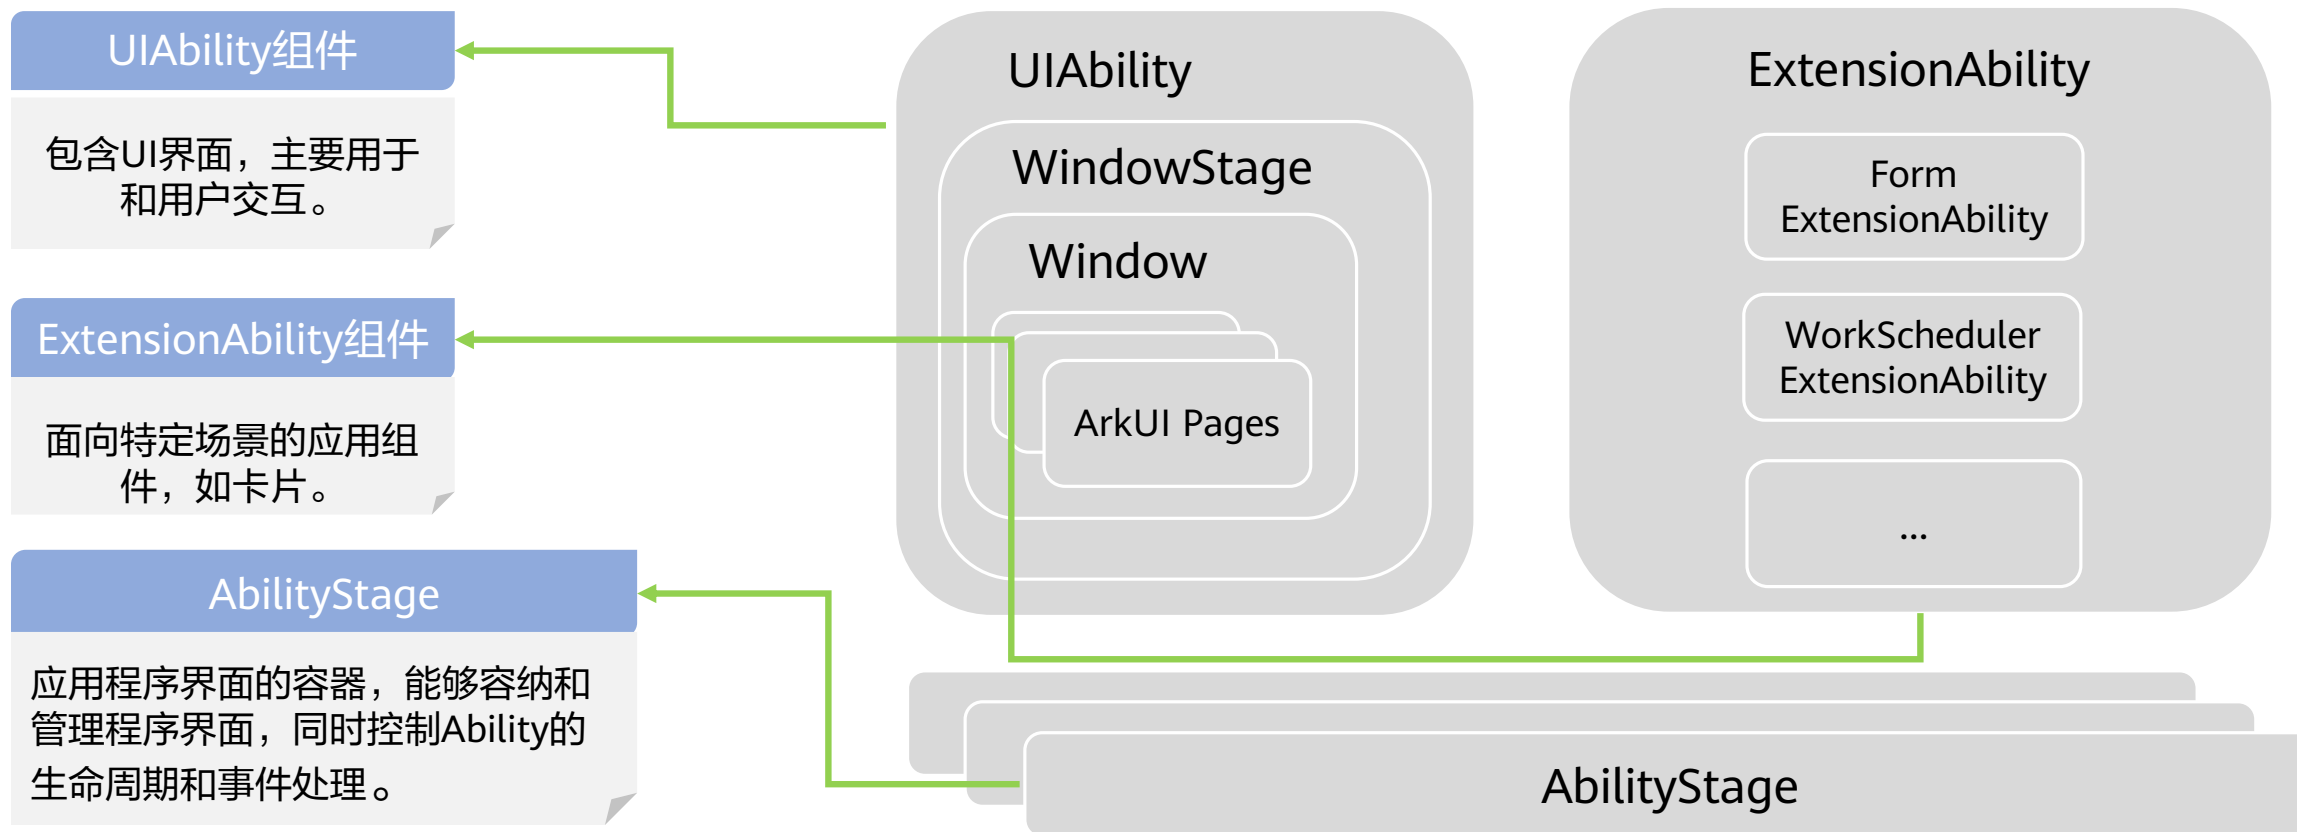 UIAbility组件
包含UI界面，主要用于
和用户交互。
ExtensionAbility组件
面向特定场景的应用组
件，如卡片。
AbilityStage
应用程序界面的容器，能够容纳和
管理程序界面，同时控制Ability的
生命周期和事件处理。
UIAbility
WindowStage
Window
ArkUI Pages
ExtensionAbility
Form
ExtensionAbility
WorkScheduler
ExtensionAbility
...
AbilityStage